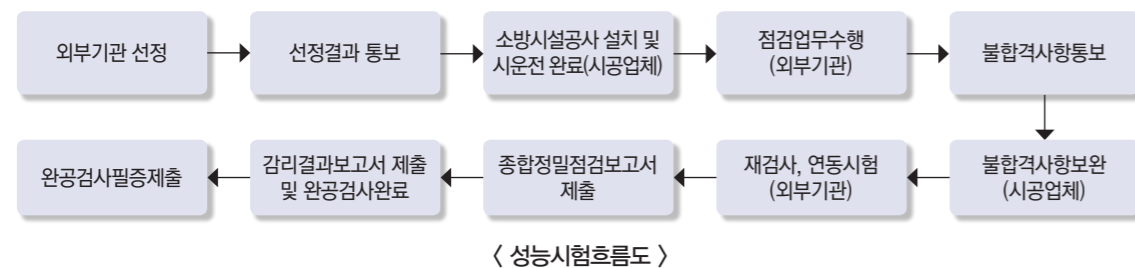 외부기관 선정
선정결과 통보
소방시설공사 설치 및
시운전 완료(시공업체)
점검업무수행
(외부기관)
불합격사항통보
불합격사항보완
(시공업체)
재검사, 연동시험
(외부기관)
종합정밀점검보고서
제출
감리결과보고서 제출
및 완공검사완료
완공검사필증제출
〈 성능시험흐름도 〉